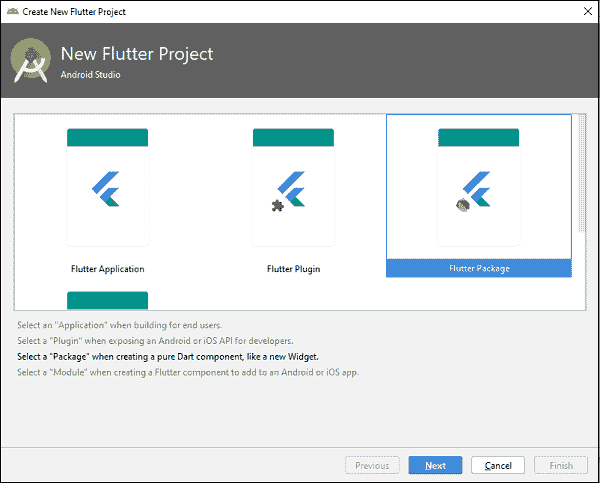 Create New Flutter Project
New Flutter Project
Android Studio
Flutter Application
Flutter Plugin
Flutter Package
Select an "Application" when building for end users.
Select a "Plugin" when exposing an Android or iOS API for developers.
Select a "Package" when creating a pure Dart component, like a new Widget.
Select a "Module" when creating a Flutter component to add to an Android or iOS app.
Previous
Next
Cancel
Finish